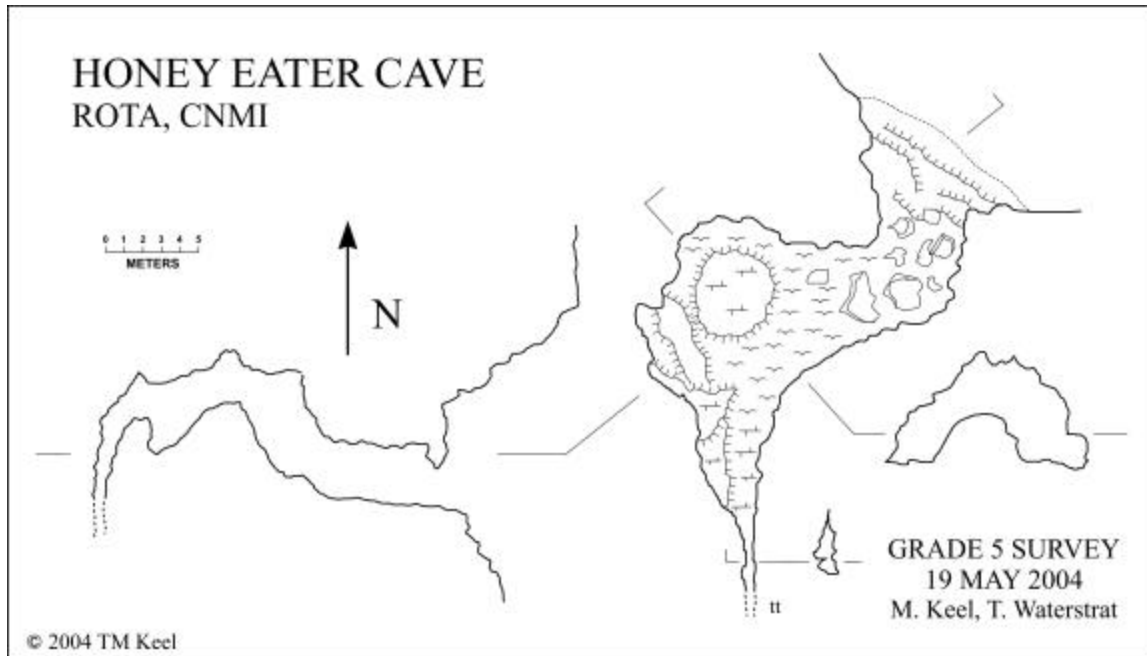 HONEY EATER CAVE
ROTA, CNMI
0 1 2 3 4 5
METERS
N
tt
GRADE 5 SURVEY
19 MAY 2004
M. Keel, T. Waterstrat
© 2004 TM Keel